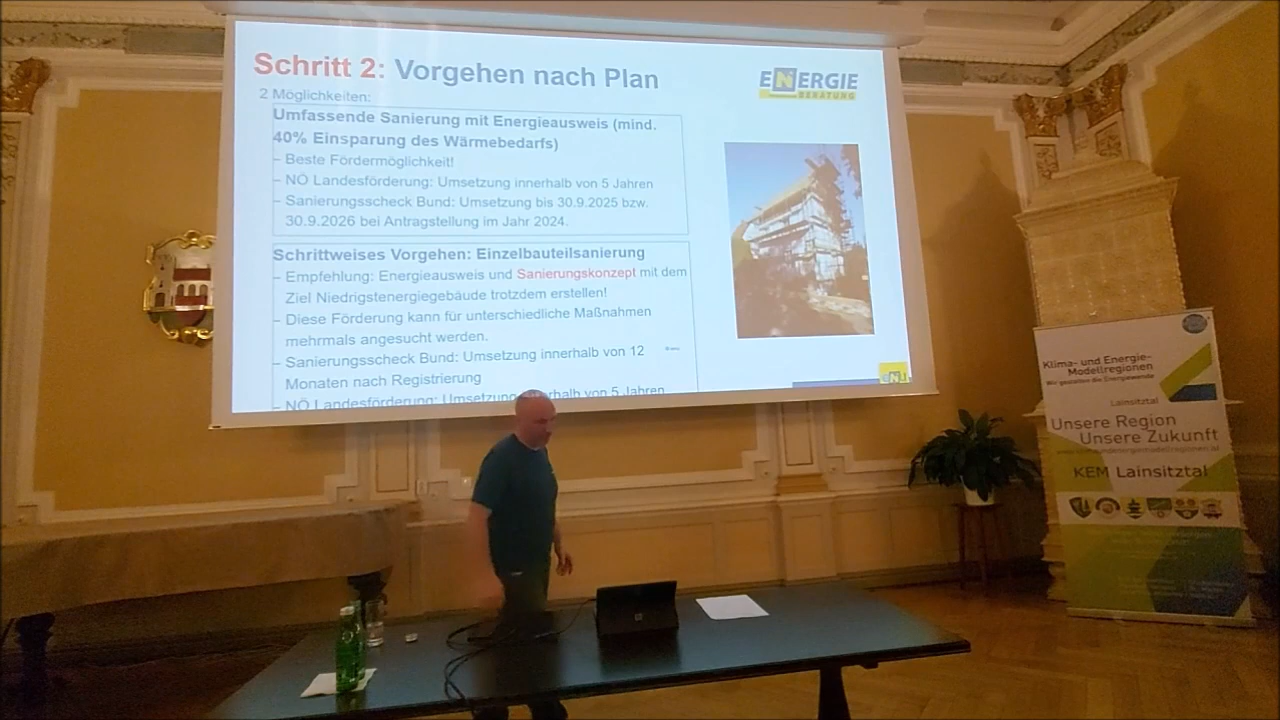 Schritt 2: Vorgehen nach Plan
ENERGIE
BERATUNG
2 Möglichkeiten:
Umfassende Sanierung mit Energieausweis (mind.
40% Einsparung des Wärmebedarfs)
– Beste Fördermöglichkeit!
– NÖ Landesförderung: Umsetzung innerhalb von 5 Jahren
– Sanierungsscheck Bund: Umsetzung bis 30.9.2025 bzw.
30.9.2026 bei Antragstellung im Jahr 2024.
Schrittweises Vorgehen: Einzelbauteilsanierung
– Empfehlung: Energieausweis und Sanierungskonzept mit dem
Ziel Niedrigstenergiegebäude trotzdem erstellen!
– Diese Förderung kann für unterschiedliche Maßnahmen
mehrmals angesucht werden.
– Sanierungsscheck Bund: Umsetzung innerhalb von 12
Monaten nach Registrierung
– NÖ Landesförderung: Umsetzung innerhalb von 5 Jahren
Klima- und Energie-
Modellregionen
Wir gestalten die Energiewende
Lainsitztal
Unsere Region
Unsere Zukunft
KEM Lainsitztal